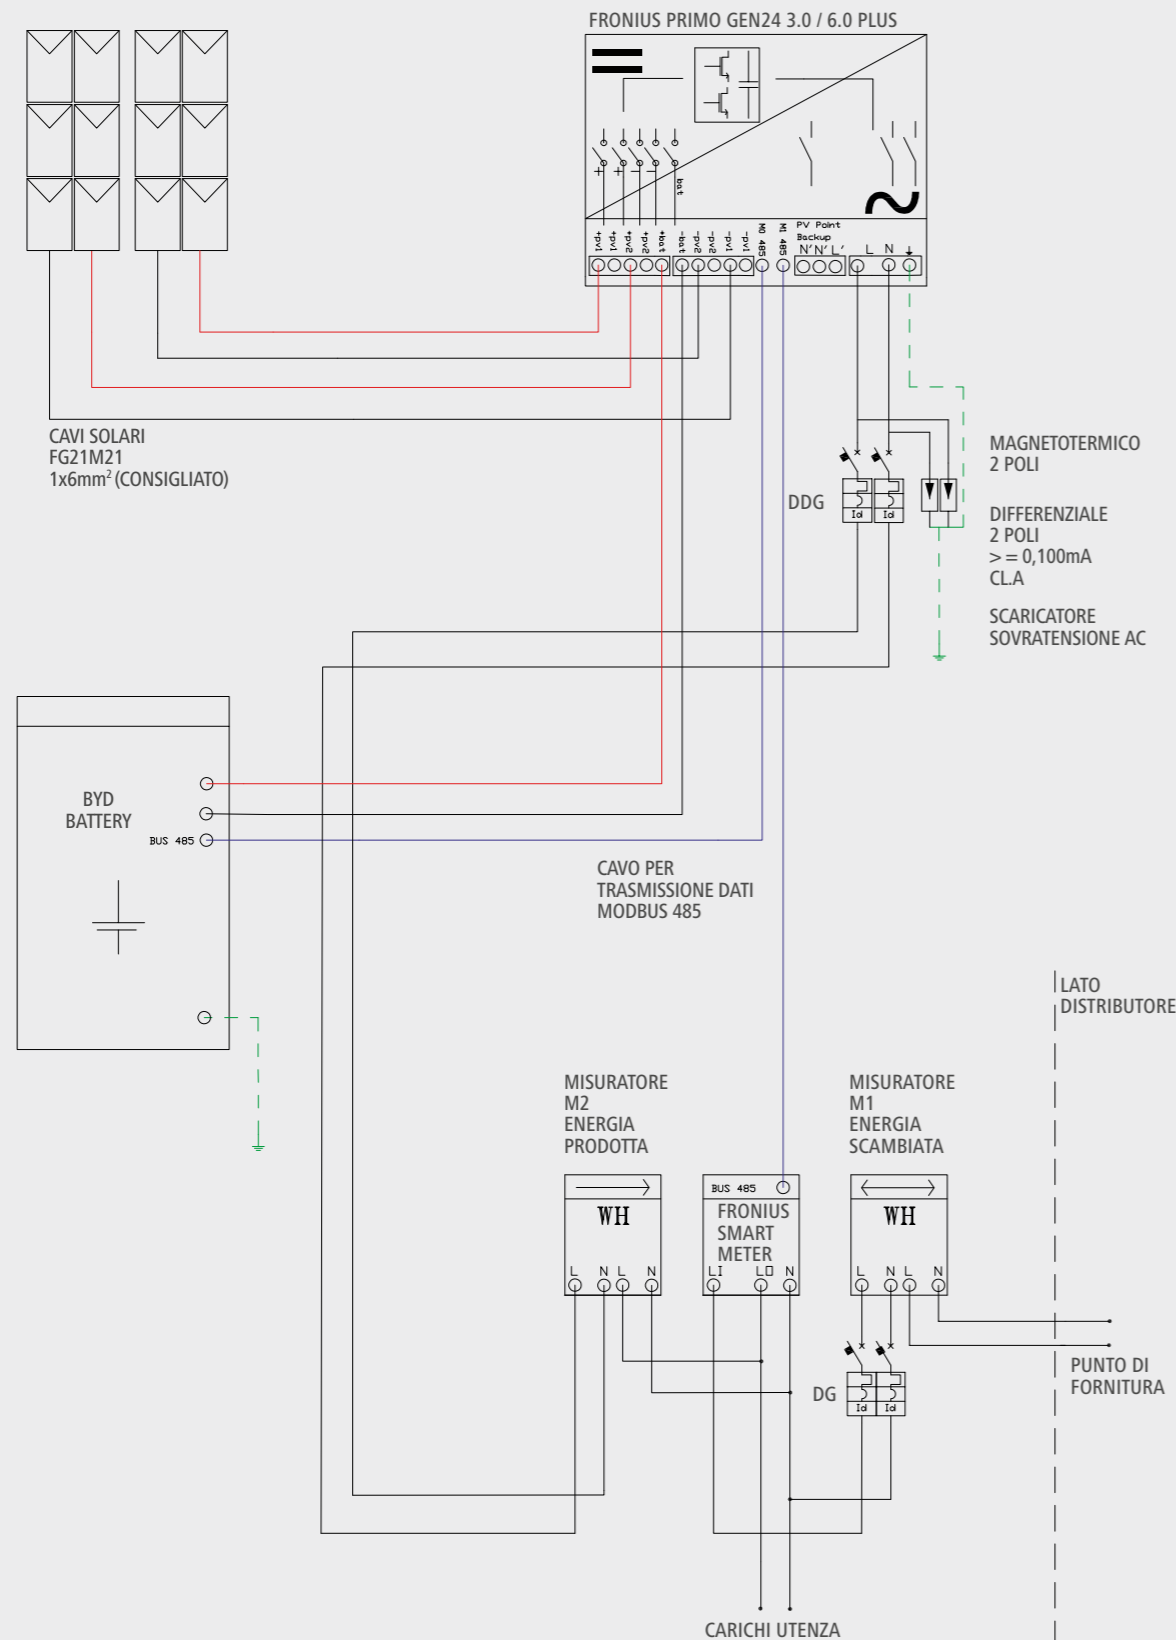 FRONIUS PRIMO GEN24 3.0 / 6.0 PLUS
+ + - -
bat
+pv1 +pv1 +pv2 +pv2 +bat -bat -pv2 -pv2 -pv1 -pv1 M0 485 M1 485
PV Point
Backup
N' N' L' L N
CAVI SOLARI
FG21M21
1x6mm² (CONSIGLIATO)
DDG
Id Id
MAGNETOTERMICO
2 POLI
DIFFERENZIALE
2 POLI
> = 0,100mA
CL.A
SCARICATORE
SOVRATENSIONE AC
BYD
BATTERY
BUS 485
CAVO PER
TRASMISSIONE DATI
MODBUS 485
LATO
DISTRIBUTORE
MISURATORE
M2
ENERGIA
PRODOTTA
MISURATORE
M1
ENERGIA
SCAMBIATA
WH
L N L N
BUS 485
FRONIUS
SMART
METER
LI LO N
WH
L N L N
DG
Id Id
PUNTO DI
FORNITURA
CARICHI UTENZA